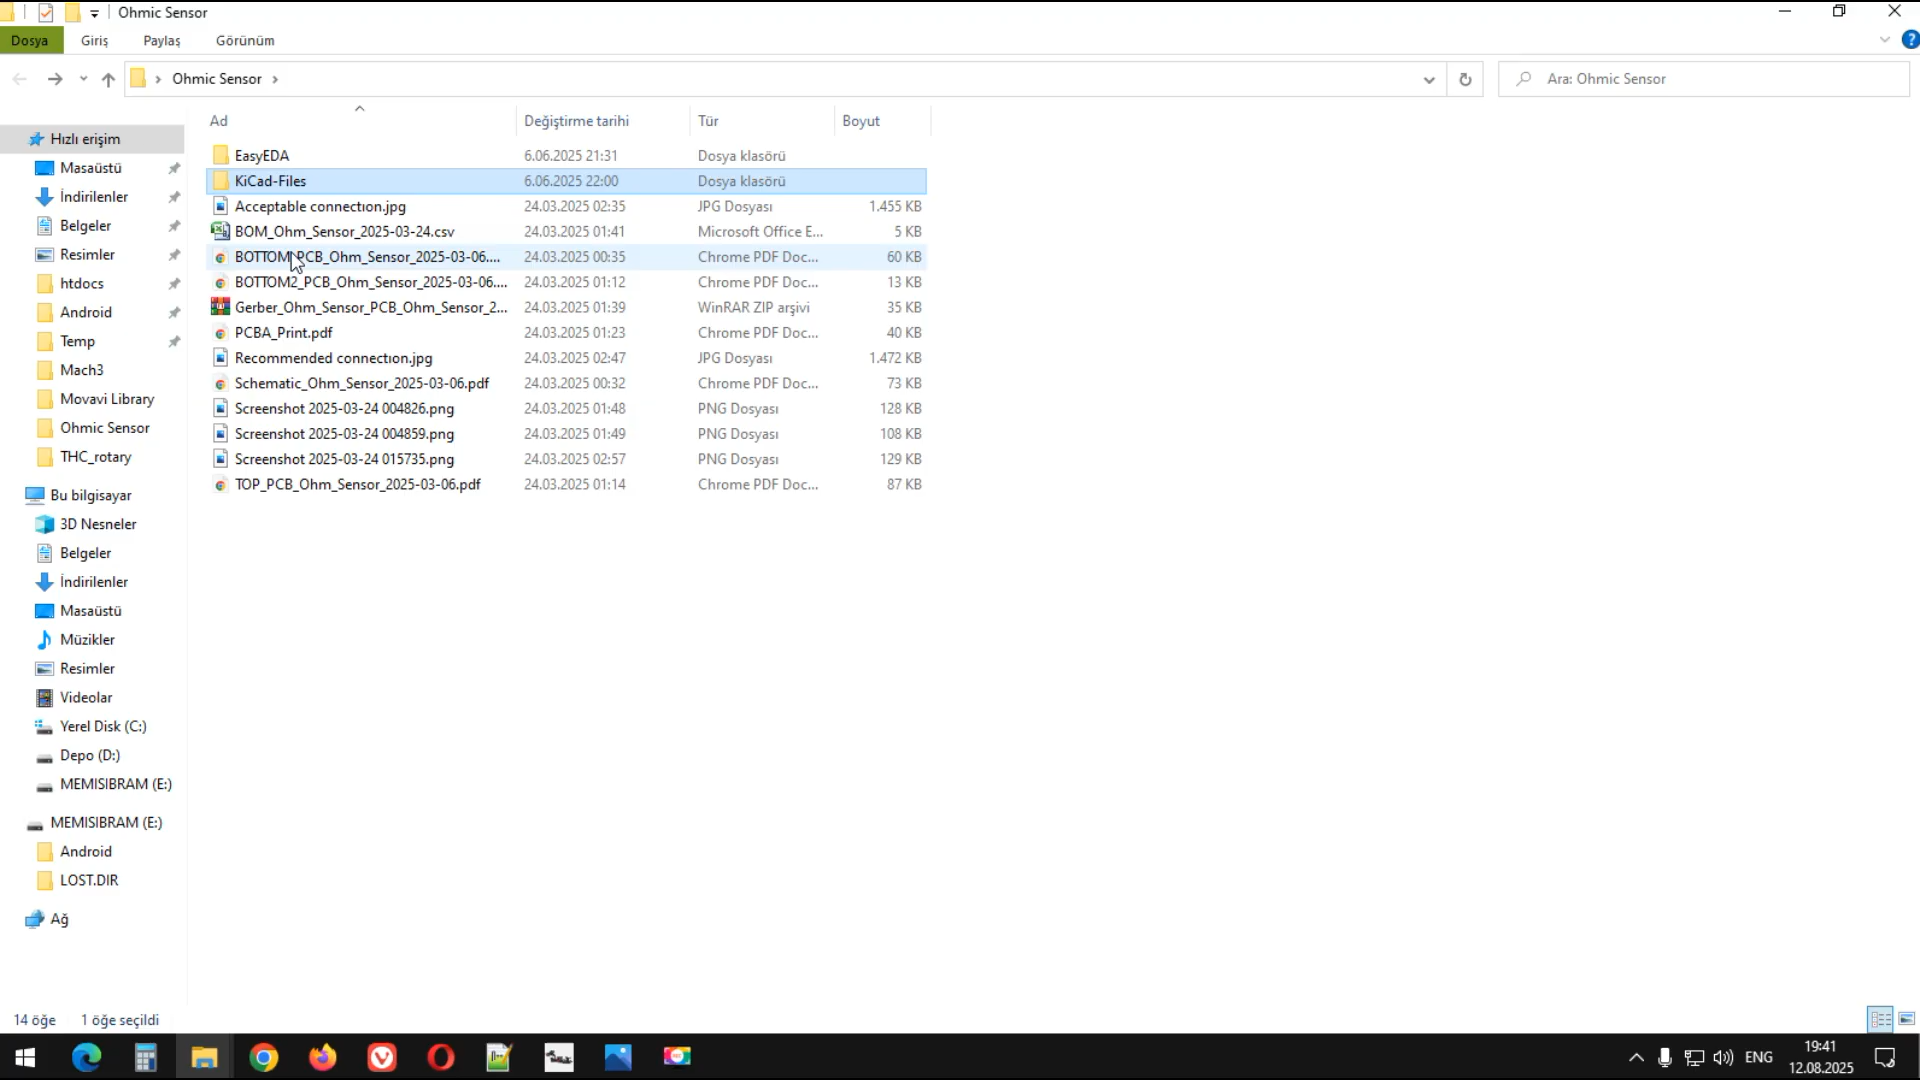 Ohmic Sensor
Dosya Giriş Paylaş Görünüm
Ohmic Sensor
Ara: Ohmic Sensor
Ad Değiştirme tarihi Tür Boyut
Hızlı erişim
Masaüstü
İndirilenler
Belgeler
Resimler
htdocs
Android
Temp
Mach3
Movavi Library
Ohmic Sensor
THC_rotary
Bu bilgisayar
3D Nesneler
Belgeler
İndirilenler
Masaüstü
Müzikler
Resimler
Videolar
Yerel Disk (C:)
Depo (D:)
MEMISIBRAM (E:)
MEMISIBRAM (E:)
Android
LOST.DIR
Ağ
EasyEDA 6.06.2025 21:31 Dosya klasörü
KiCad-Files 6.06.2025 22:00 Dosya klasörü
Acceptable connectıon.jpg 24.03.2025 02:35 JPG Dosyası 1.455 KB
BOM_Ohm_Sensor_2025-03-24.csv 24.03.2025 01:41 Microsoft Office E... 5 KB
BOTTOM_PCB_Ohm_Sensor_2025-03-06.... 24.03.2025 00:35 Chrome PDF Doc... 60 KB
BOTTOM2_PCB_Ohm_Sensor_2025-03-06.... 24.03.2025 01:12 Chrome PDF Doc... 13 KB
Gerber_Ohm_Sensor_PCB_Ohm_Sensor_2... 24.03.2025 01:39 WinRAR ZIP arşivi 35 KB
PCBA_Print.pdf 24.03.2025 01:23 Chrome PDF Doc... 40 KB
Recommended connectıon.jpg 24.03.2025 02:47 JPG Dosyası 1.472 KB
Schematic_Ohm_Sensor_2025-03-06.pdf 24.03.2025 00:32 Chrome PDF Doc... 73 KB
Screenshot 2025-03-24 004826.png 24.03.2025 01:48 PNG Dosyası 128 KB
Screenshot 2025-03-24 004859.png 24.03.2025 01:49 PNG Dosyası 108 KB
Screenshot 2025-03-24 015735.png 24.03.2025 02:57 PNG Dosyası 129 KB
TOP_PCB_Ohm_Sensor_2025-03-06.pdf 24.03.2025 01:14 Chrome PDF Doc... 87 KB
14 öğe 1 öğe seçildi
ENG
19:41
12.08.2025